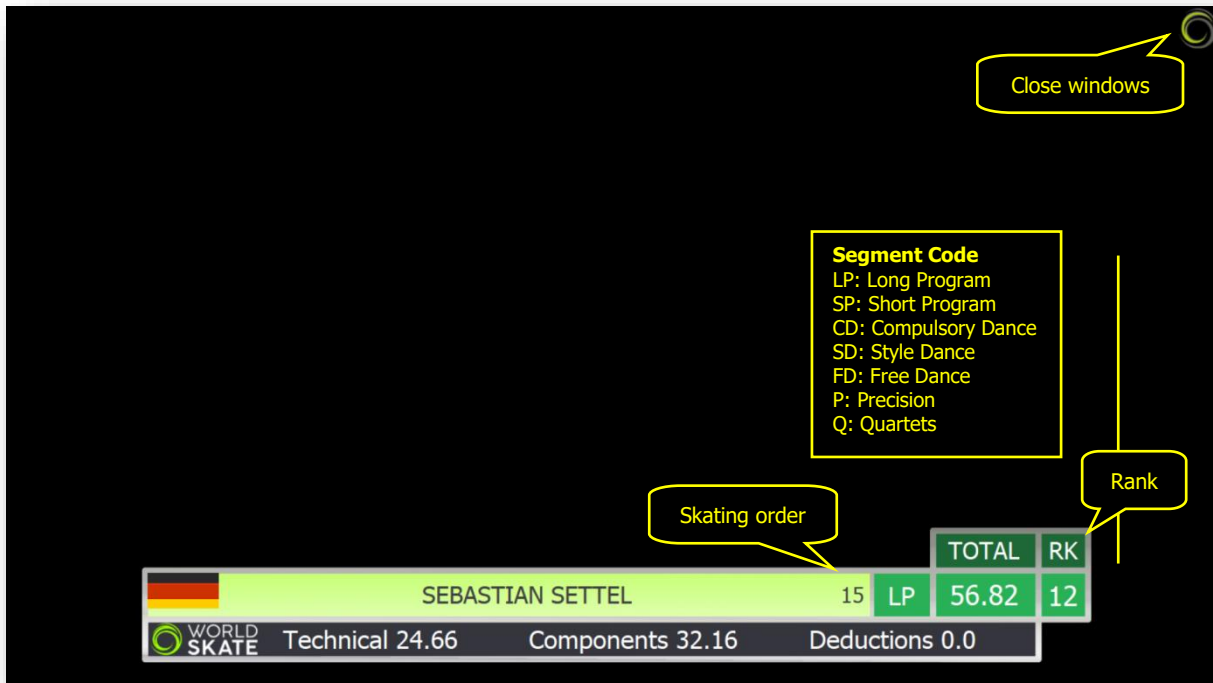 Close windows
Segment Code
LP: Long Program
SP: Short Program
CD: Compulsory Dance
SD: Style Dance
FD: Free Dance
P: Precision
Q: Quartets
Rank
Skating order
TOTAL RK
SEBASTIAN SETTEL 15 LP 56.82 12
WORLD
SKATE Technical 24.66 Components 32.16 Deductions 0.0